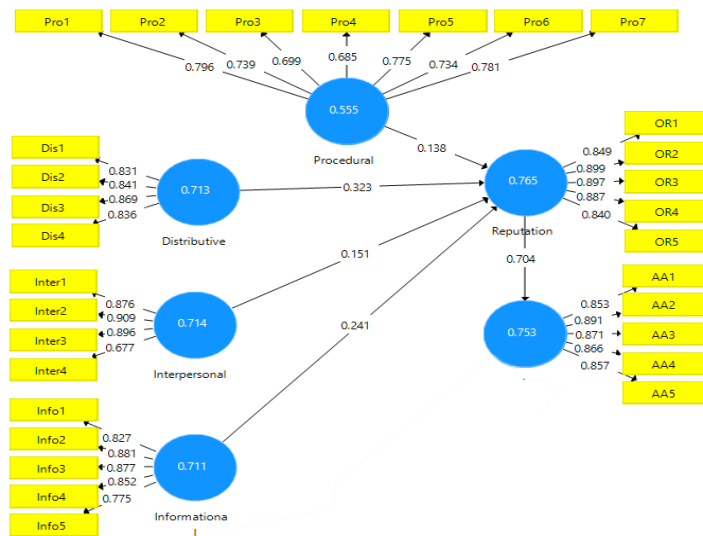 Pro1 Pro2 Pro3 Pro4 Pro5 Pro6 Pro7
0.796 0.739 0.699 0.685 0.775 0.734 0.781
0.555
Procedural
0.138
Dis1
Dis2
Dis3
Dis4
0.831
0.841
0.869
0.836
0.713
Distributive
0.323
Inter1
Inter2
Inter3
Inter4
0.876
0.909
0.896
0.677
0.714
Interpersonal
0.151
Info1
Info2
Info3
Info4
Info5
0.827
0.881
0.877
0.852
0.775
0.711
Informationa
l
0.241
0.765
Reputation
0.849
0.899
0.897
0.887
0.840
OR1
OR2
OR3
OR4
OR5
0.704
0.753
0.853
0.891
0.871
0.866
0.857
AA1
AA2
AA3
AA4
AA5